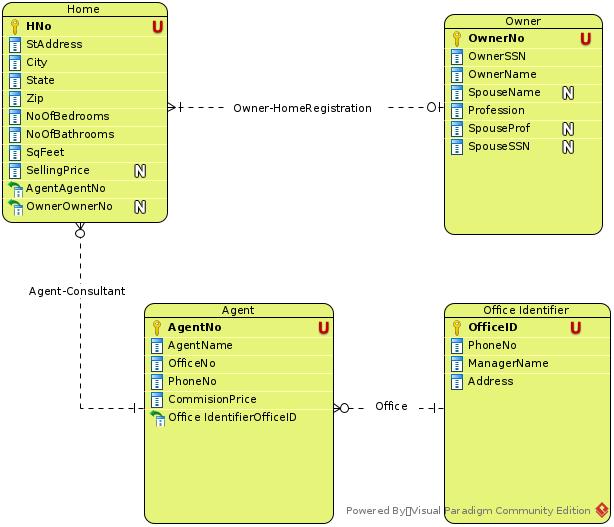 Home
HNo U
StAddress
City
State
Zip
NoOfBedrooms
NoOfBathrooms
SqFeet
SellingPrice N
AgentAgentNo
OwnerOwnerNo N
Owner-HomeRegistration
Owner
OwnerNo U
OwnerSSN
OwnerName
SpouseName N
Profession
SpouseProf N
SpouseSSN N
Agent-Consultant
Agent
AgentNo U
AgentName
OfficeNo
PhoneNo
CommisionPrice
Office IdentifierOfficeID
Office
Office Identifier
OfficeID U
PhoneNo
ManagerName
Address
Powered By▯Visual Paradigm Community Edition